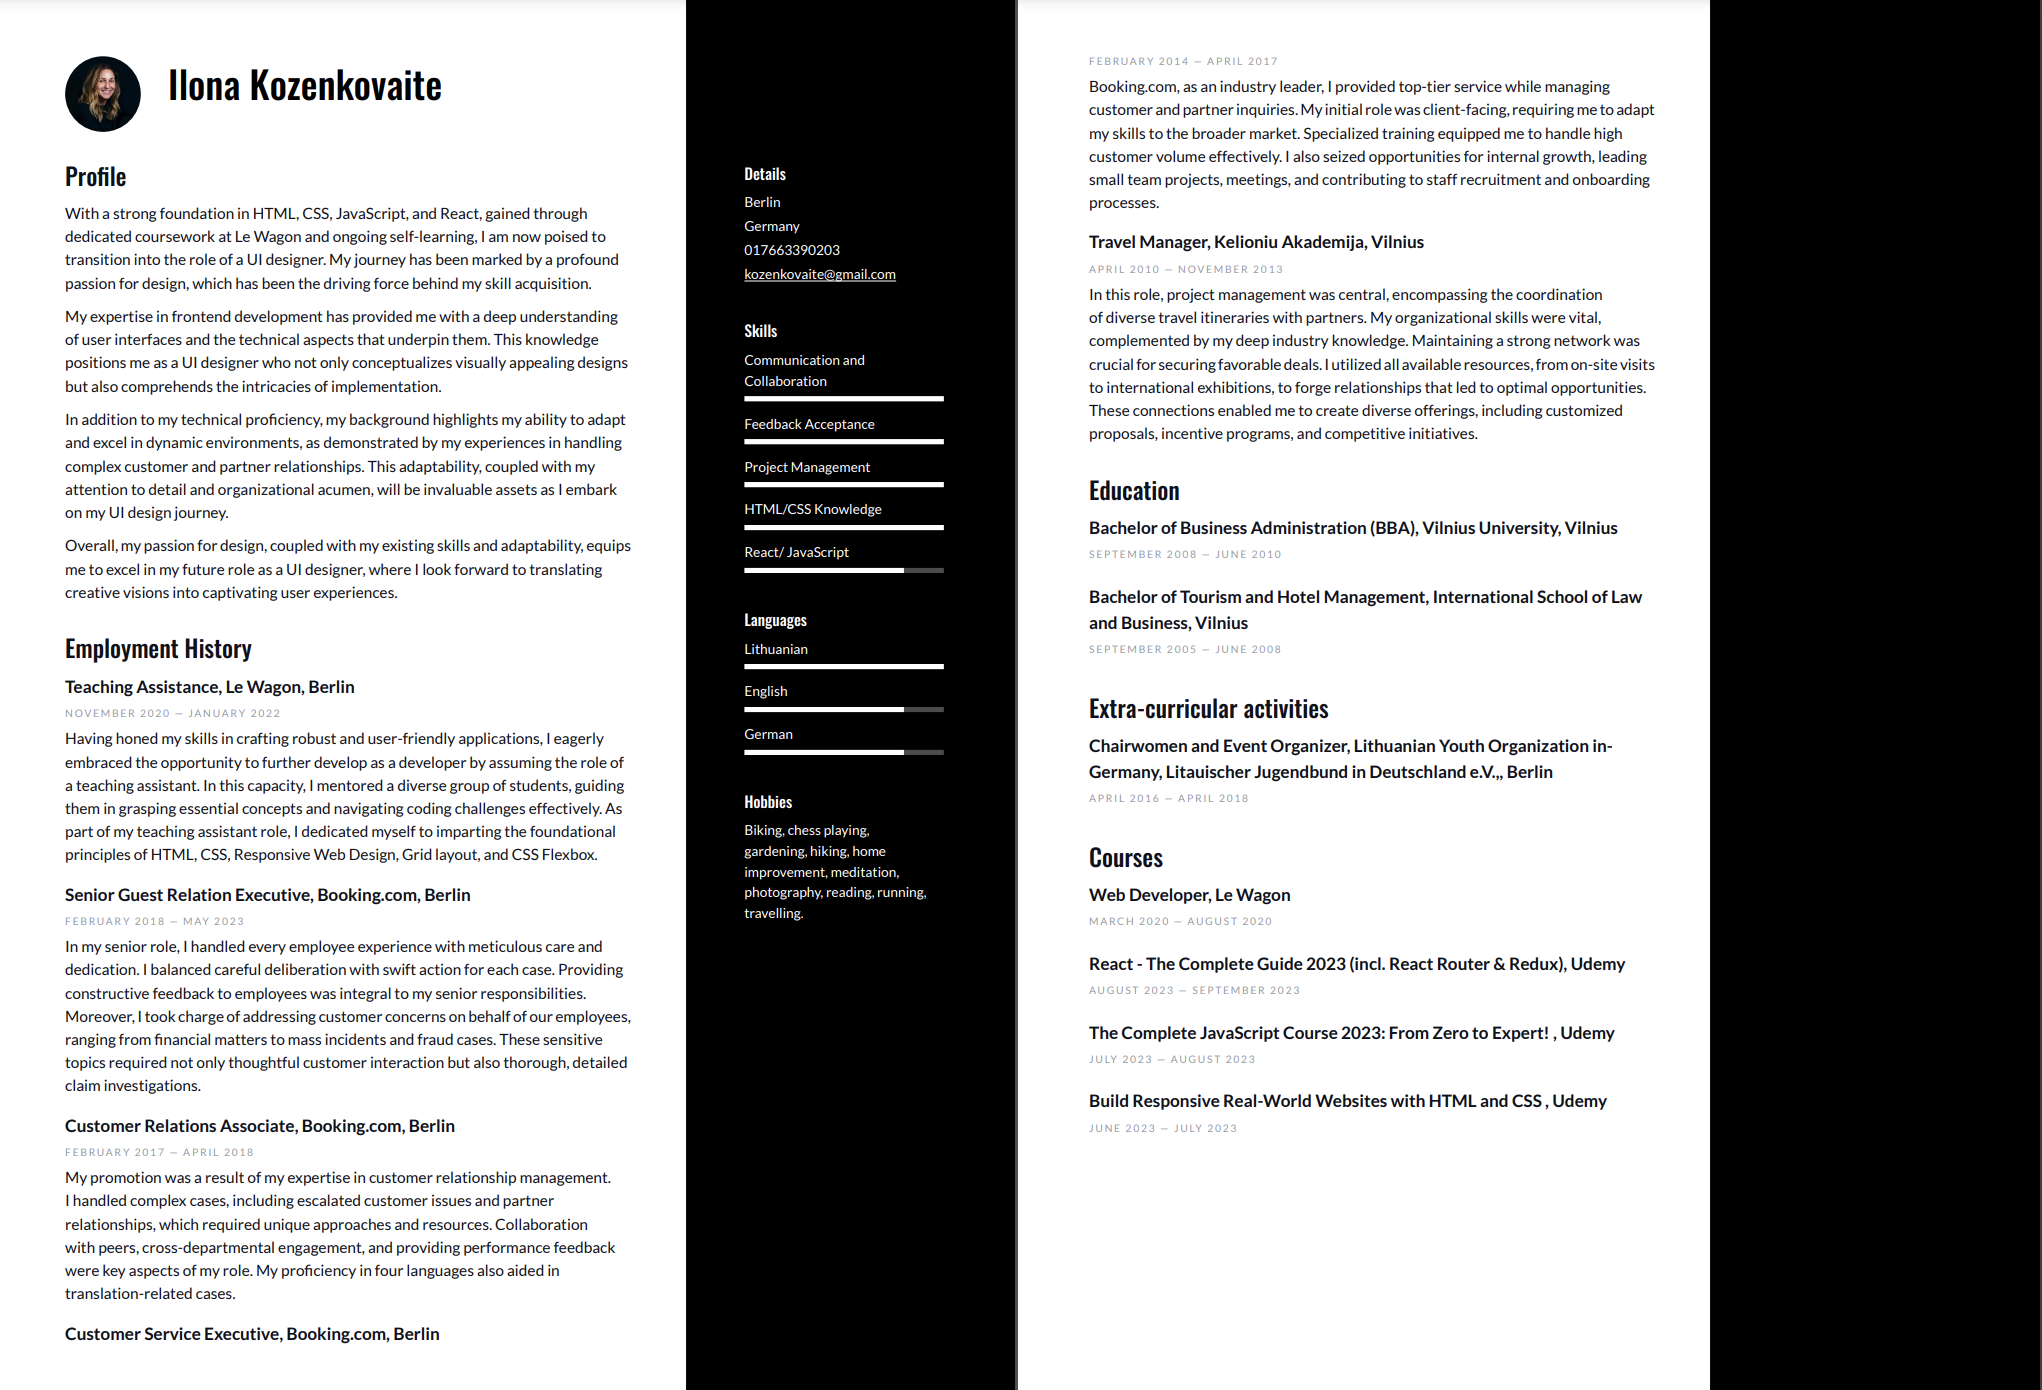 Ilona Kozenkovaite
Profile
With a strong foundation in HTML, CSS, JavaScript, and React, gained through
dedicated coursework at Le Wagon and ongoing self-learning, I am now poised to
transition into the role of a UI designer. My journey has been marked by a profound
passion for design, which has been the driving force behind my skill acquisition.
My expertise in frontend development has provided me with a deep understanding
of user interfaces and the technical aspects that underpin them. This knowledge
positions me as a UI designer who not only conceptualizes visually appealing designs
but also comprehends the intricacies of implementation.
In addition to my technical proficiency, my background highlights my ability to adapt
and excel in dynamic environments, as demonstrated by my experiences in handling
complex customer and partner relationships. This adaptability, coupled with my
attention to detail and organizational acumen, will be invaluable assets as I embark
on my UI design journey.
Overall, my passion for design, coupled with my existing skills and adaptability, equips
me to excel in my future role as a UI designer, where I look forward to translating
creative visions into captivating user experiences.
Employment History
Teaching Assistance, Le Wagon, Berlin
NOVEMBER 2020 — JANUARY 2022
Having honed my skills in crafting robust and user-friendly applications, I eagerly
embraced the opportunity to further develop as a developer by assuming the role of
a teaching assistant. In this capacity, I mentored a diverse group of students, guiding
them in grasping essential concepts and navigating coding challenges effectively. As
part of my teaching assistant role, I dedicated myself to imparting the foundational
principles of HTML, CSS, Responsive Web Design, Grid layout, and CSS Flexbox.
Senior Guest Relation Executive, Booking.com, Berlin
FEBRUARY 2018 — MAY 2023
In my senior role, I handled every employee experience with meticulous care and
dedication. I balanced careful deliberation with swift action for each case. Providing
constructive feedback to employees was integral to my senior responsibilities.
Moreover, I took charge of addressing customer concerns on behalf of our employees,
ranging from financial matters to mass incidents and fraud cases. These sensitive
topics required not only thoughtful customer interaction but also thorough, detailed
claim investigations.
Customer Relations Associate, Booking.com, Berlin
FEBRUARY 2017 — APRIL 2018
My promotion was a result of my expertise in customer relationship management.
I handled complex cases, including escalated customer issues and partner
relationships, which required unique approaches and resources. Collaboration
with peers, cross-departmental engagement, and providing performance feedback
were key aspects of my role. My proficiency in four languages also aided in
translation-related cases.
Customer Service Executive, Booking.com, Berlin
Details
Berlin
Germany
017663390203
kozenkovaite@gmail.com
Skills
Communication and
Collaboration
Feedback Acceptance
Project Management
HTML/CSS Knowledge
React/ JavaScript
Languages
Lithuanian
English
German
Hobbies
Biking, chess playing,
gardening, hiking, home
improvement, meditation,
photography, reading, running,
travelling.
FEBRUARY 2014 — APRIL 2017
Booking.com, as an industry leader, I provided top-tier service while managing
customer and partner inquiries. My initial role was client-facing, requiring me to adapt
my skills to the broader market. Specialized training equipped me to handle high
customer volume effectively. I also seized opportunities for internal growth, leading
small team projects, meetings, and contributing to staff recruitment and onboarding
processes.
Travel Manager, Kelioniu Akademija, Vilnius
APRIL 2010 — NOVEMBER 2013
In this role, project management was central, encompassing the coordination
of diverse travel itineraries with partners. My organizational skills were vital,
complemented by my deep industry knowledge. Maintaining a strong network was
crucial for securing favorable deals. I utilized all available resources, from on-site visits
to international exhibitions, to forge relationships that led to optimal opportunities.
These connections enabled me to create diverse offerings, including customized
proposals, incentive programs, and competitive initiatives.
Education
Bachelor of Business Administration (BBA), Vilnius University, Vilnius
SEPTEMBER 2008 — JUNE 2010
Bachelor of Tourism and Hotel Management, International School of Law
and Business, Vilnius
SEPTEMBER 2005 — JUNE 2008
Extra-curricular activities
Chairwomen and Event Organizer, Lithuanian Youth Organization in-
Germany, Litauischer Jugendbund in Deutschland e.V.,, Berlin
APRIL 2016 — APRIL 2018
Courses
Web Developer, Le Wagon
MARCH 2020 — AUGUST 2020
React - The Complete Guide 2023 (incl. React Router & Redux), Udemy
AUGUST 2023 — SEPTEMBER 2023
The Complete JavaScript Course 2023: From Zero to Expert! , Udemy
JULY 2023 — AUGUST 2023
Build Responsive Real-World Websites with HTML and CSS , Udemy
JUNE 2023 — JULY 2023